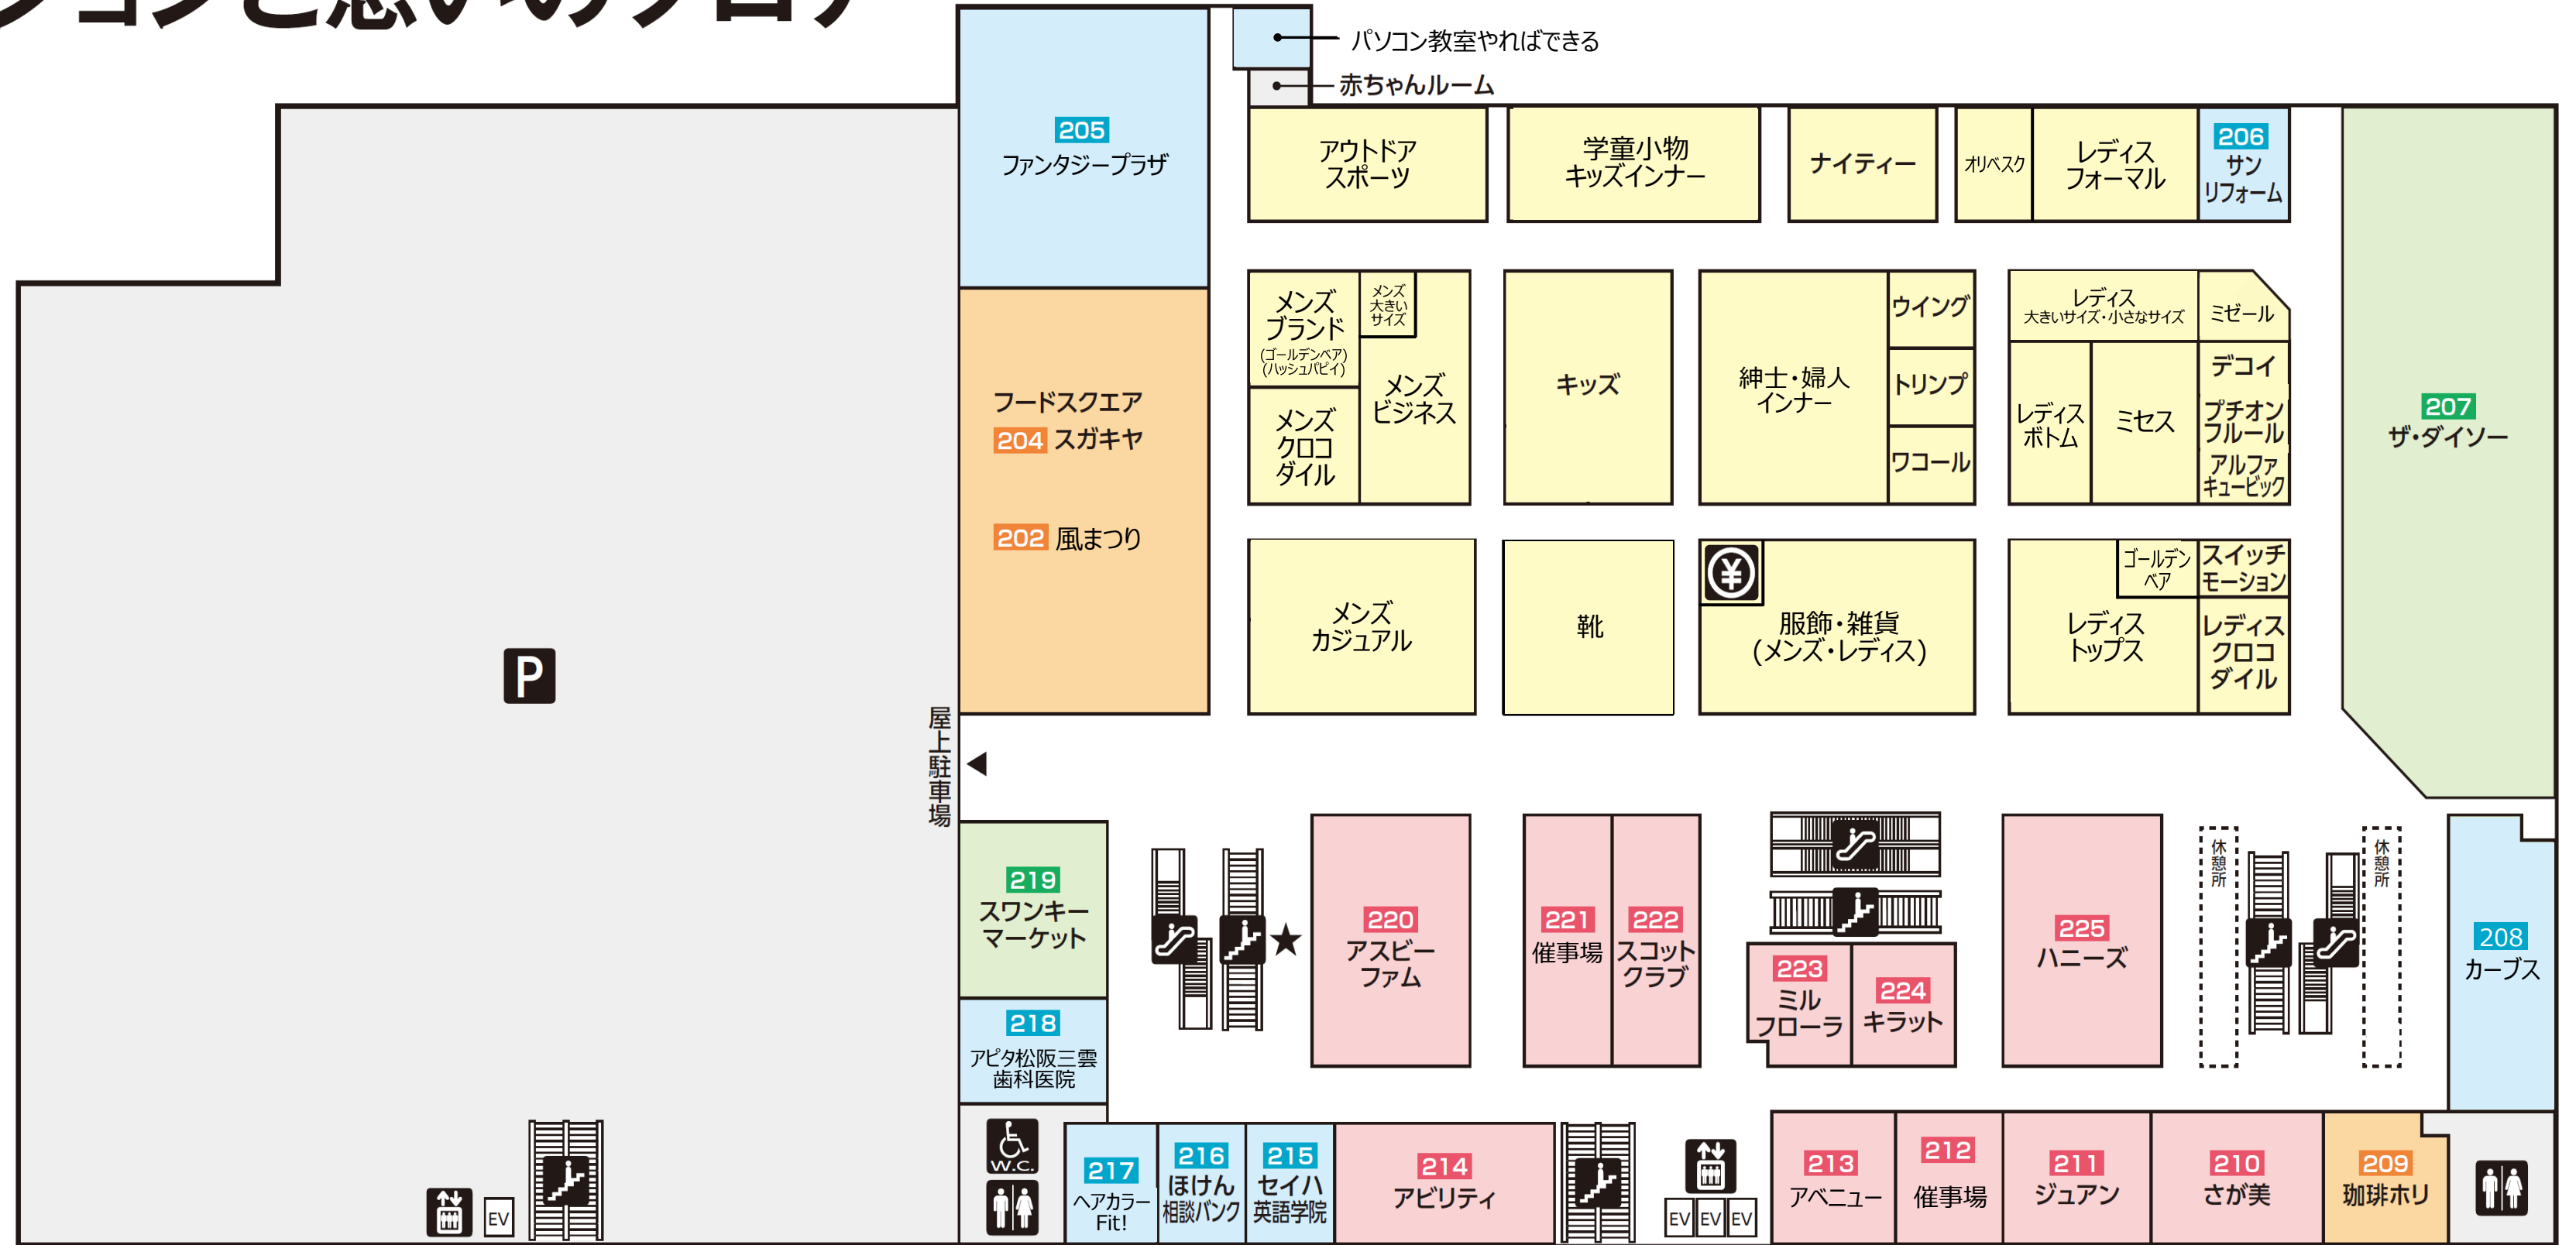 ションと憩いのフロア
パソコン教室やればできる
赤ちゃんルーム
205
ファンタジープラザ
アウトドア
スポーツ
学童小物
キッズインナー
ナイティー
オリベスク
レディス
フォーマル
206
サン
リフォーム
メンズ
ブランド
(ゴールデンベア)
(ハッシュパピイ)
メンズ
大きい
サイズ
メンズ
ビジネス
メンズ
クロコ
ダイル
キッズ
紳士・婦人
インナー
ウイング
トリンプ
ワコール
レディス
大きいサイズ・小さなサイズ
ミゼール
レディス
ボトム
ミセス
デコイ
プチオン
フルール
アルファ
キュービック
207
ザ・ダイソー
フードスクエア
204 スガキヤ
202 風まつり
メンズ
カジュアル
靴
¥
服飾・雑貨
(メンズ・レディス)
レディス
トップス
ゴールデン
ベア
スイッチ
モーション
レディス
クロコ
ダイル
P
屋上駐車場
219
スワンキー
マーケット
218
アピタ松阪三雲
歯科医院
220
アスビー
ファム
221
催事場
222
スコット
クラブ
223
ミル
フローラ
224
キラット
225
ハニーズ
休憩所
休憩所
208
カーブス
W.C.
217
ヘアカラー
Fit!
216
ほけん
相談バンク
215
セイハ
英語学院
214
アビリティ
213
アベニュー
212
催事場
211
ジュアン
210
さが美
209
珈琲ホリ
EV
EV EV EV